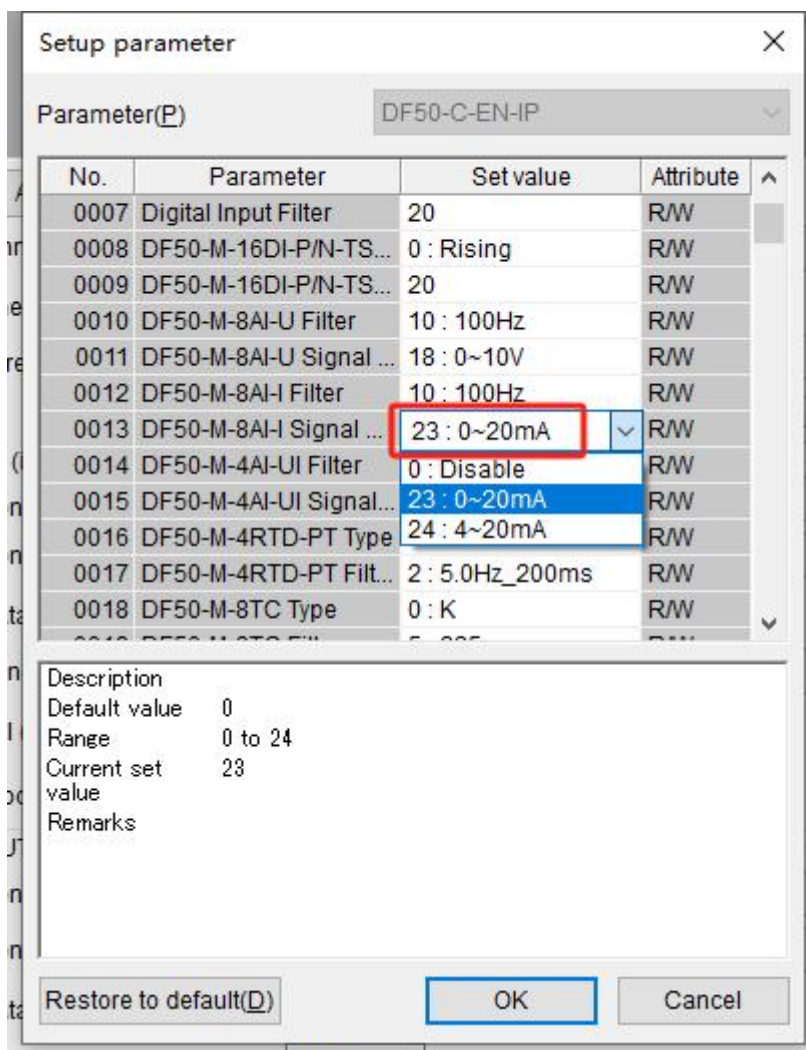 Setup parameter
Parameter(P) DF50-C-EN-IP
No. Parameter Set value Attribute
0007 Digital Input Filter 20 R/W
0008 DF50-M-16DI-P/N-TS... 0 : Rising R/W
0009 DF50-M-16DI-P/N-TS... 20 R/W
0010 DF50-M-8AI-U Filter 10 : 100Hz R/W
0011 DF50-M-8AI-U Signal ... 18 : 0~10V R/W
0012 DF50-M-8AI-I Filter 10 : 100Hz R/W
0013 DF50-M-8AI-I Signal ... 23 : 0~20mA R/W
0014 DF50-M-4AI-UI Filter 0 : Disable R/W
0015 DF50-M-4AI-UI Signal... 23 : 0~20mA R/W
0016 DF50-M-4RTD-PT Type 24 : 4~20mA R/W
0017 DF50-M-4RTD-PT Filt... 2 : 5.0Hz_200ms R/W
0018 DF50-M-8TC Type 0 : K R/W
Description
Default value 0
Range 0 to 24
Current set value 23
Remarks
Restore to default(D) OK Cancel